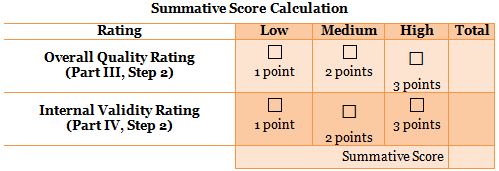 Summative Score Calculation
Rating Low Medium High Total
Overall Quality Rating
(Part III, Step 2)
☐ ☐ ☐
1 point 2 points 3 points
Internal Validity Rating
(Part IV, Step 2)
☐ ☐ ☐
1 point 2 points 3 points
Summative Score